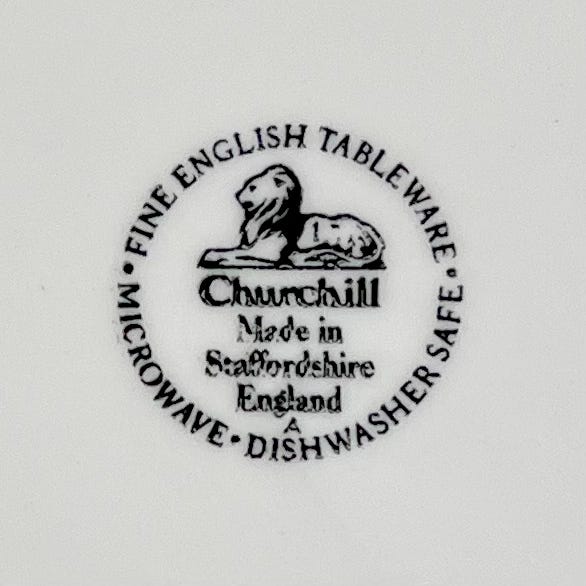 • FINE ENGLISH TABLEWARE •
Churchill
Made in
Staffordshire
England
A
MICROWAVE • DISHWASHER SAFE